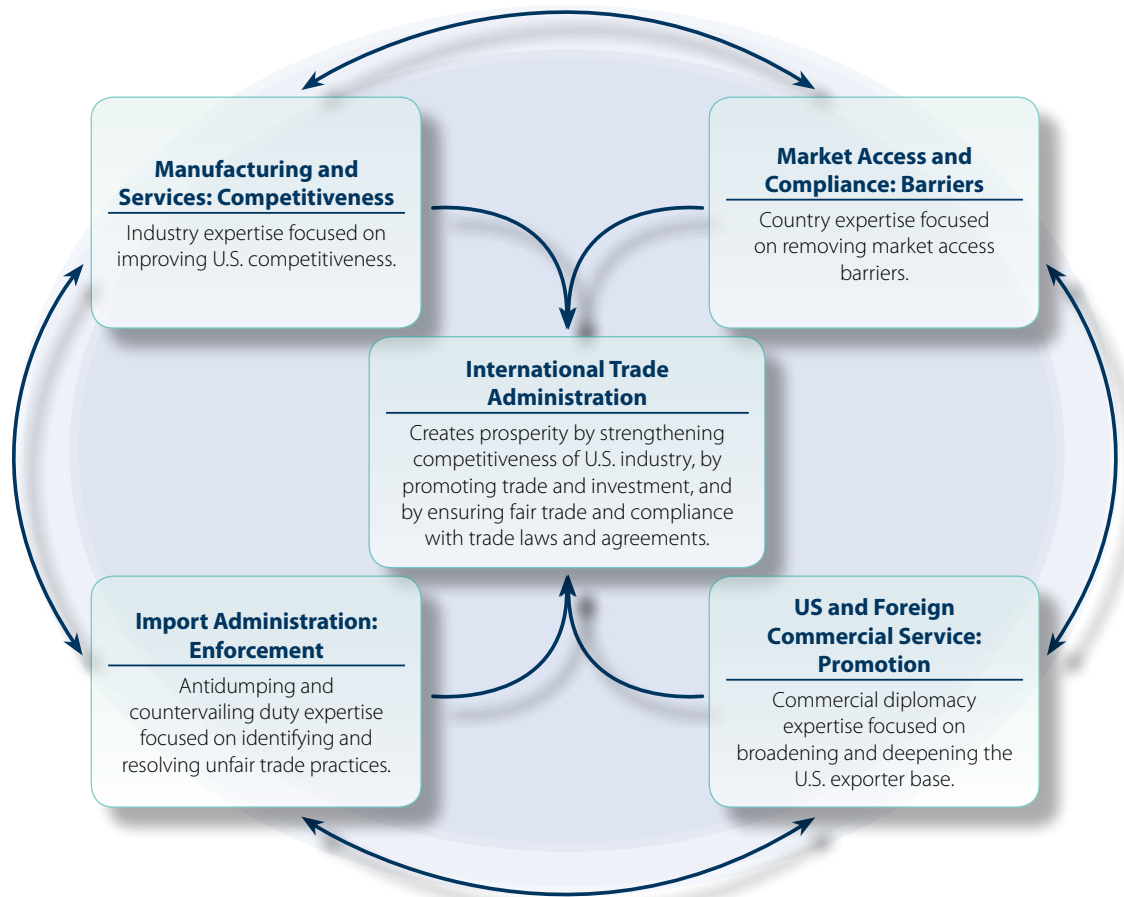 Manufacturing and
Services: Competitiveness
Industry expertise focused on
improving U.S. competitiveness.
Market Access and
Compliance: Barriers
Country expertise focused
on removing market access
barriers.
International Trade
Administration
Creates prosperity by strengthening
competitiveness of U.S. industry, by
promoting trade and investment, and
by ensuring fair trade and compliance
with trade laws and agreements.
Import Administration:
Enforcement
Antidumping and
countervailing duty expertise
focused on identifying and
resolving unfair trade practices.
US and Foreign
Commercial Service:
Promotion
Commercial diplomacy
expertise focused on
broadening and deepening the
U.S. exporter base.